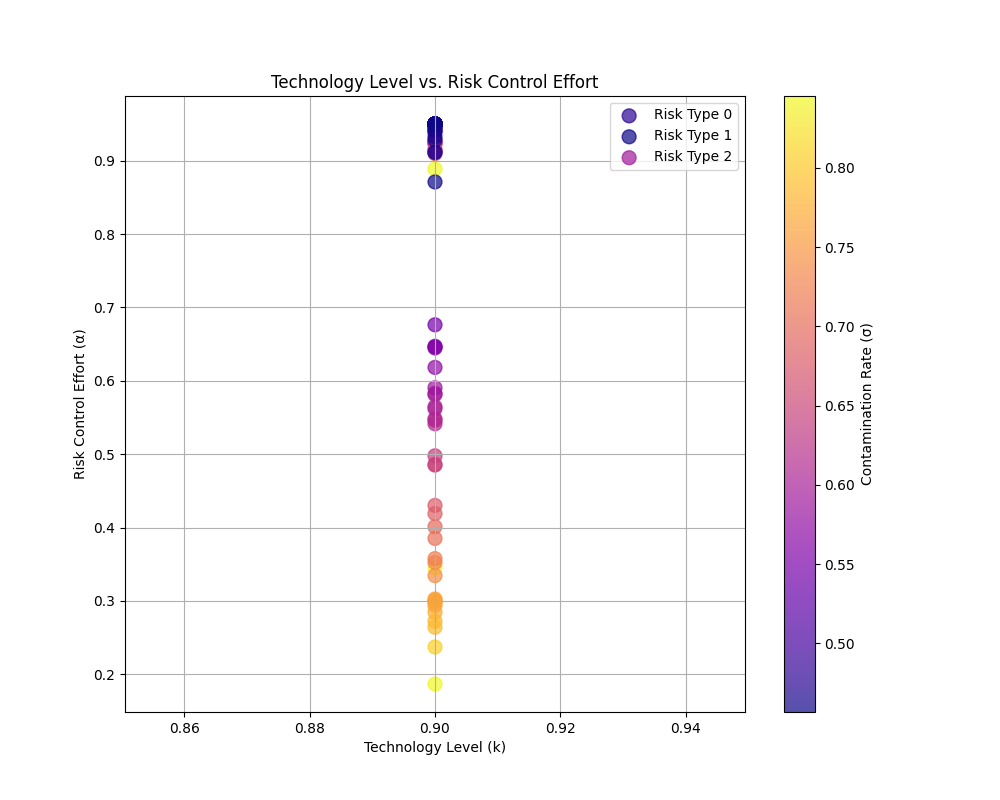 Technology Level vs. Risk Control Effort
Risk Type 0
Risk Type 1
Risk Type 2
Risk Control Effort (α)
0.9
0.8
0.7
0.6
0.5
0.4
0.3
0.2
0.86
0.88
0.90
0.92
0.94
Technology Level (k)
0.80
0.75
0.70
0.65
0.60
0.55
0.50
Contamination Rate (σ)